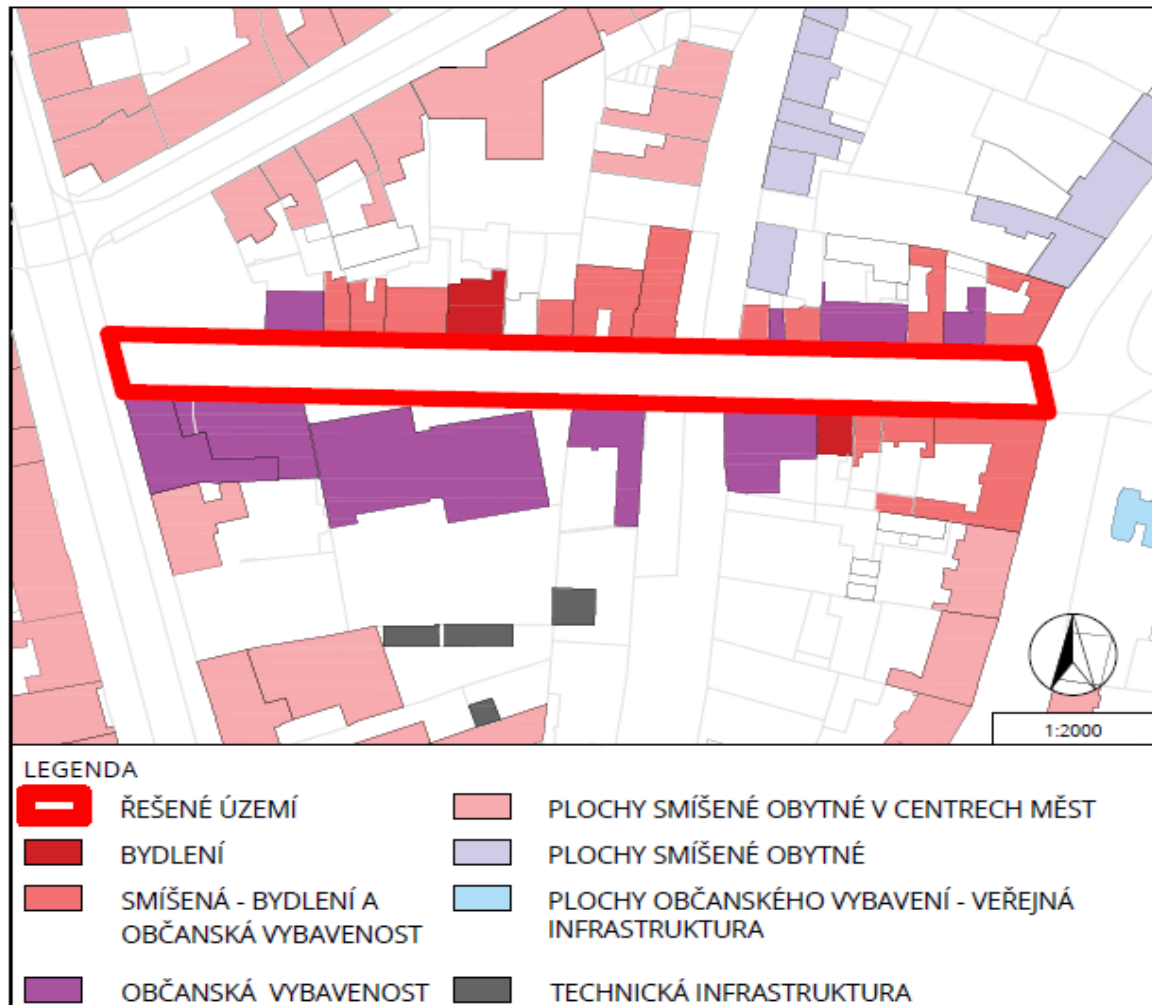 1:2000
LEGENDA
ŘEŠENÉ ÚZEMÍ
BYDLENÍ
SMÍŠENÁ - BYDLENÍ A
OBČANSKÁ VYBAVENOST
OBČANSKÁ VYBAVENOST
PLOCHY SMÍŠENÉ OBYTNÉ V CENTRECH MĚST
PLOCHY SMÍŠENÉ OBYTNÉ
PLOCHY OBČANSKÉHO VYBAVENÍ - VEŘEJNÁ
INFRASTRUKTURA
TECHNICKÁ INFRASTRUKTURA